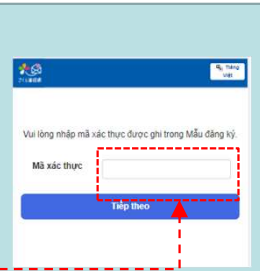 Tiếng
Việt
Vui lòng nhập mã xác thực được ghi trong Mẫu đăng ký.
Mã xác thực
Tiếp theo